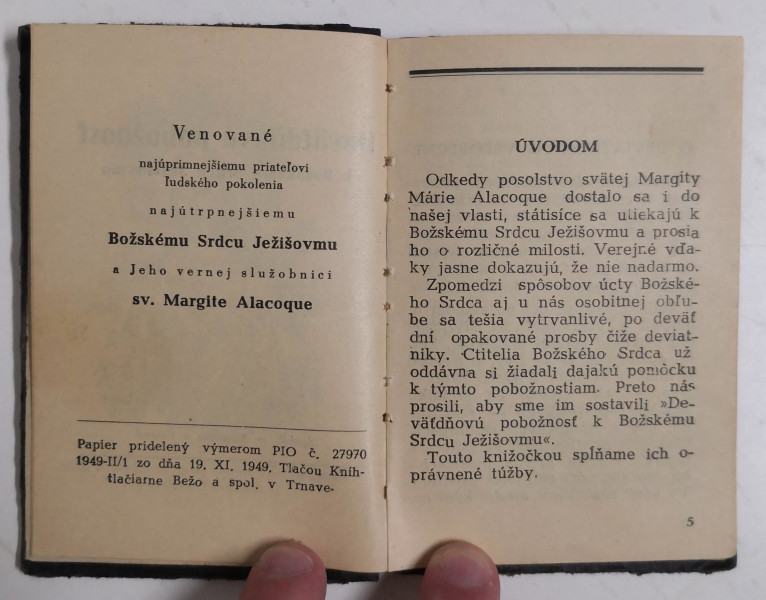 Venované
najúprimnejšiemu priateľovi
ľudského pokolenia
najútrpnejšiemu
Božskému Srdcu Ježišovmu
a Jeho vernej služobnici
sv. Margite Alacoque
Papier pridelený výmerom PIO č. 27970
1949-II/1 zo dňa 19. XI. 1949, Tlačou Kníh-
tlačiarne Bežo a spol. v Trnave-
ÚVODOM
Odkedy posolstvo svätej Margity
Márie Alacoque dostalo sa i do
našej vlasti, státisíce sa utiekajú k
Božskému Srdcu Ježišovmu a prosia
ho o rozličné milosti. Verejné vďa-
ky jasne dokazujú, že nie nadarmo.
Zpomedzi spôsobov úcty Božské-
ho Srdca aj u nás osobitnej obľu-
be sa tešia vytrvanlivé, po deväť
dní opakované prosby čiže deviat-
niky. Ctitelia Božského Srdca už
oddávna si žiadali dajakú pomôcku
k týmto pobožnostiam. Preto nás
prosili, aby sme im sostavili »De-
väťdňovú pobožnosť k Božskému
Srdcu Ježišovmu«.
Touto knižočkou spĺňame ich o-
právnené túžby.
5